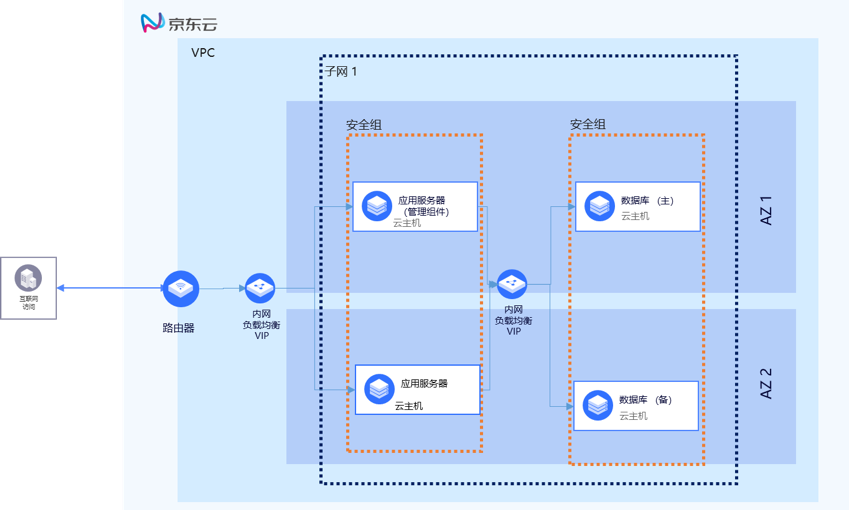 京东云
VPC
子网 1
安全组
安全组
应用服务器
（管理组件）
云主机
数据库 （主）
云主机
AZ 1
互联网
访问
路由器
内网
负载均衡
VIP
内网
负载均衡
VIP
应用服务器
云主机
数据库 （备）
云主机
AZ 2